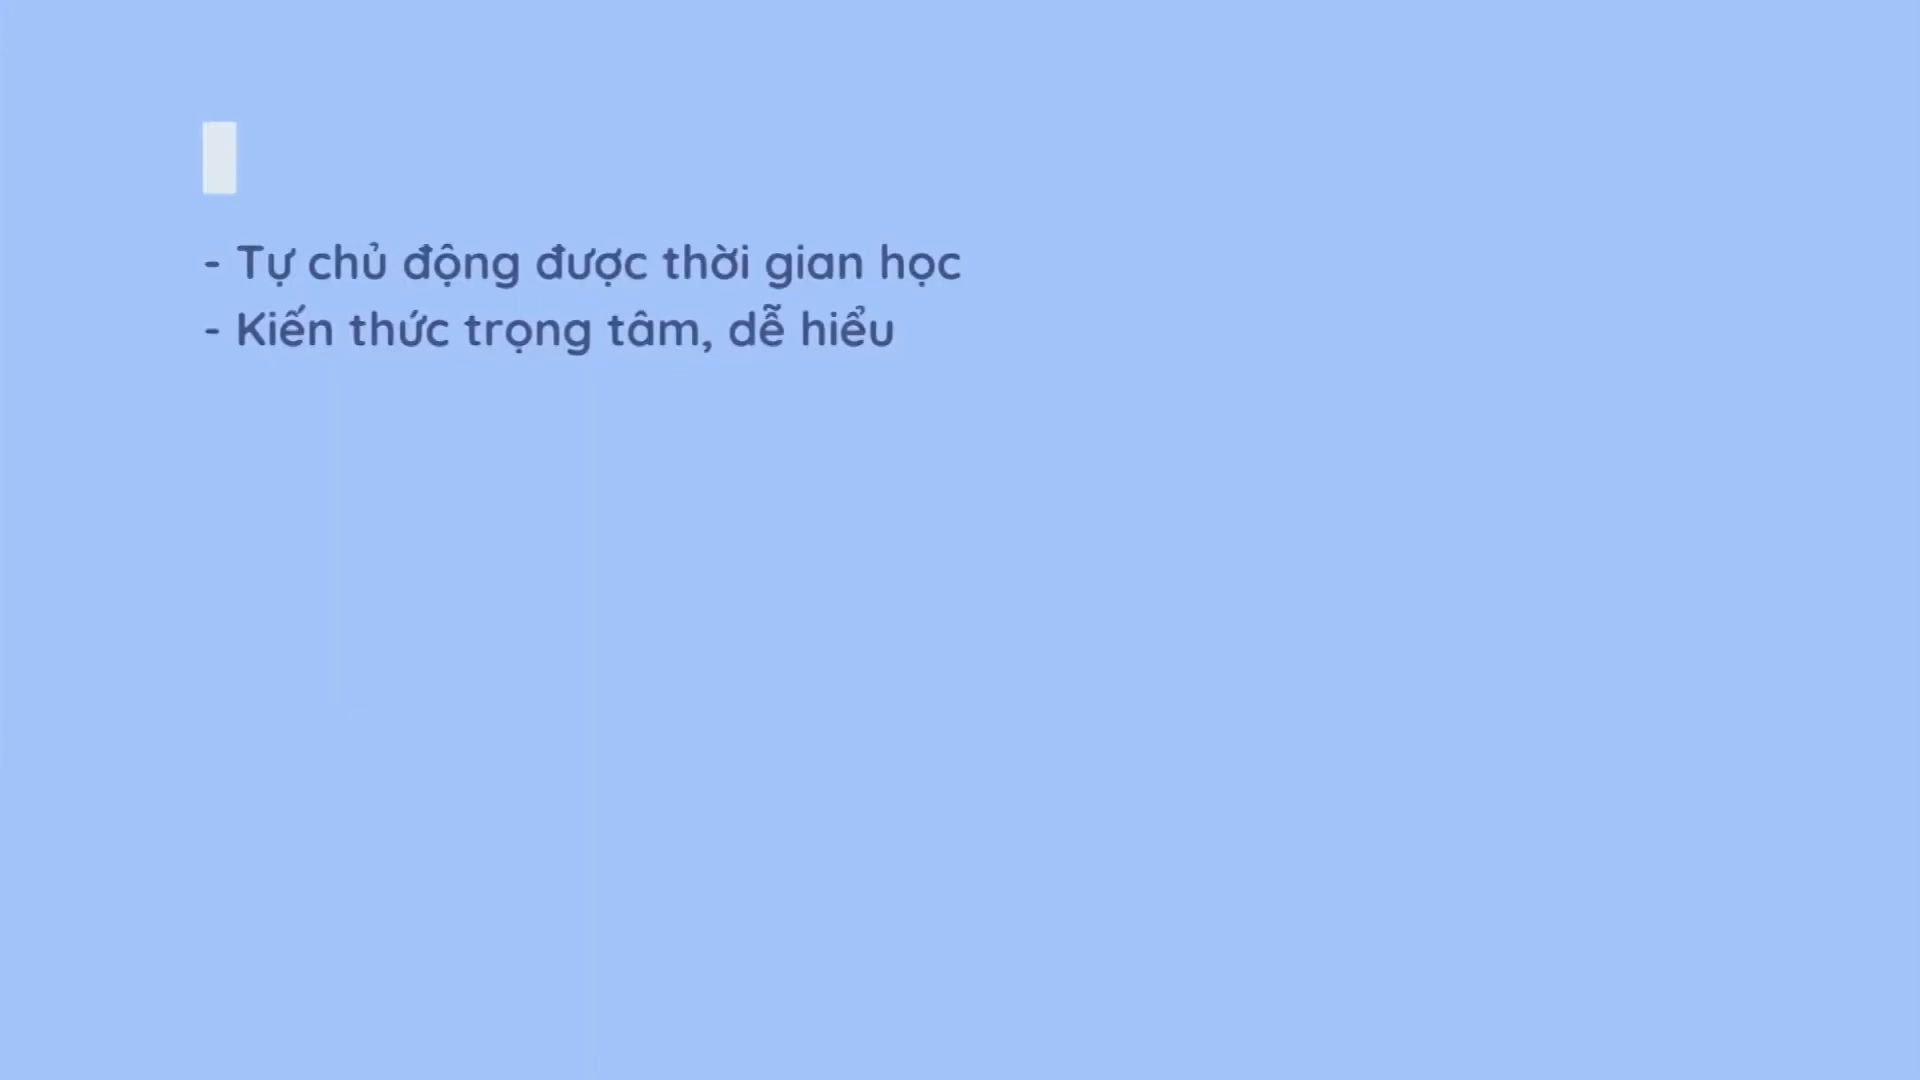 - Tự chủ động được thời gian học
- Kiến thức trọng tâm, dễ hiểu